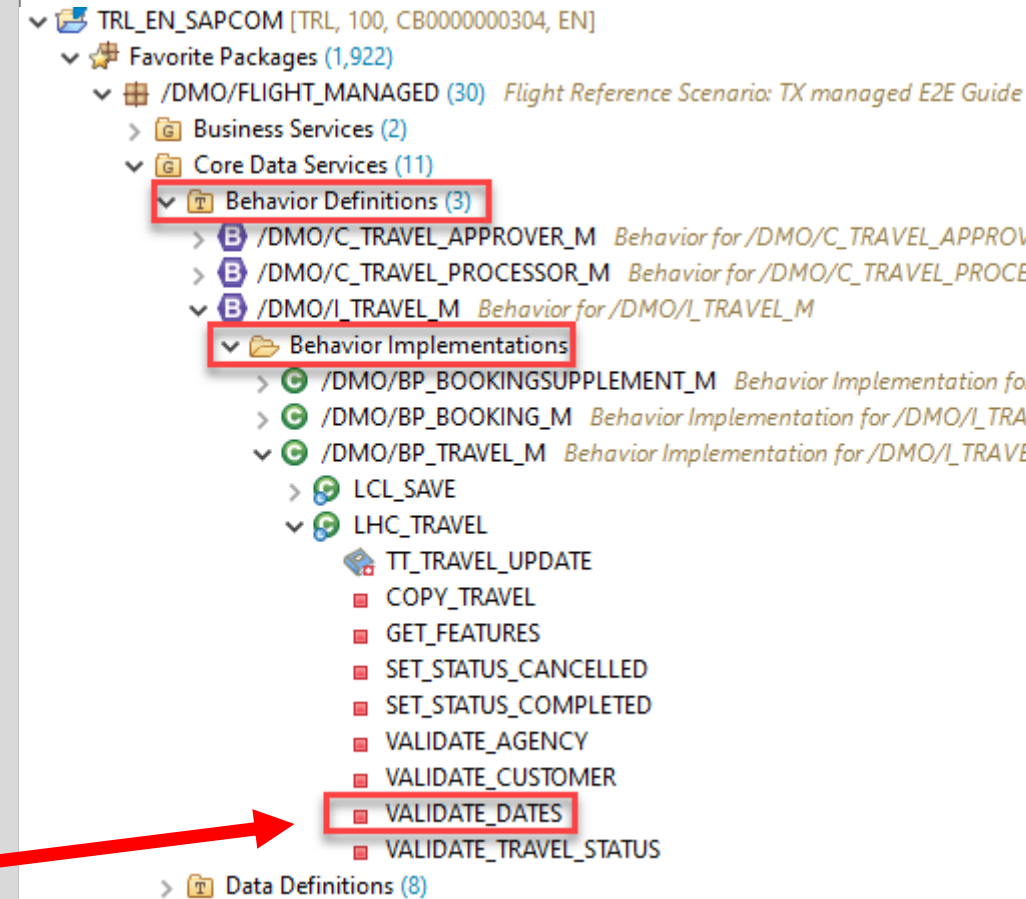 TRL_EN_SAPCOM [TRL, 100, CB0000000304, EN]
Favorite Packages (1,922)
/DMO/FLIGHT_MANAGED (30) Flight Reference Scenario: TX managed E2E Guide
G Business Services (2)
G Core Data Services (11)
T Behavior Definitions (3)
B /DMO/C_TRAVEL_APPROVER_M Behavior for /DMO/C_TRAVEL_APPROV
B /DMO/C_TRAVEL_PROCESSOR_M Behavior for /DMO/C_TRAVEL_PROCE
B /DMO/I_TRAVEL_M Behavior for /DMO/I_TRAVEL_M
Behavior Implementations
C /DMO/BP_BOOKINGSUPPLEMENT_M Behavior Implementation fo
C /DMO/BP_BOOKING_M Behavior Implementation for /DMO/I_TRA
C /DMO/BP_TRAVEL_M Behavior Implementation for /DMO/I_TRAVE
C LCL_SAVE
C LHC_TRAVEL
TT_TRAVEL_UPDATE
COPY_TRAVEL
GET_FEATURES
SET_STATUS_CANCELLED
SET_STATUS_COMPLETED
VALIDATE_AGENCY
VALIDATE_CUSTOMER
VALIDATE_DATES
VALIDATE_TRAVEL_STATUS
T Data Definitions (8)